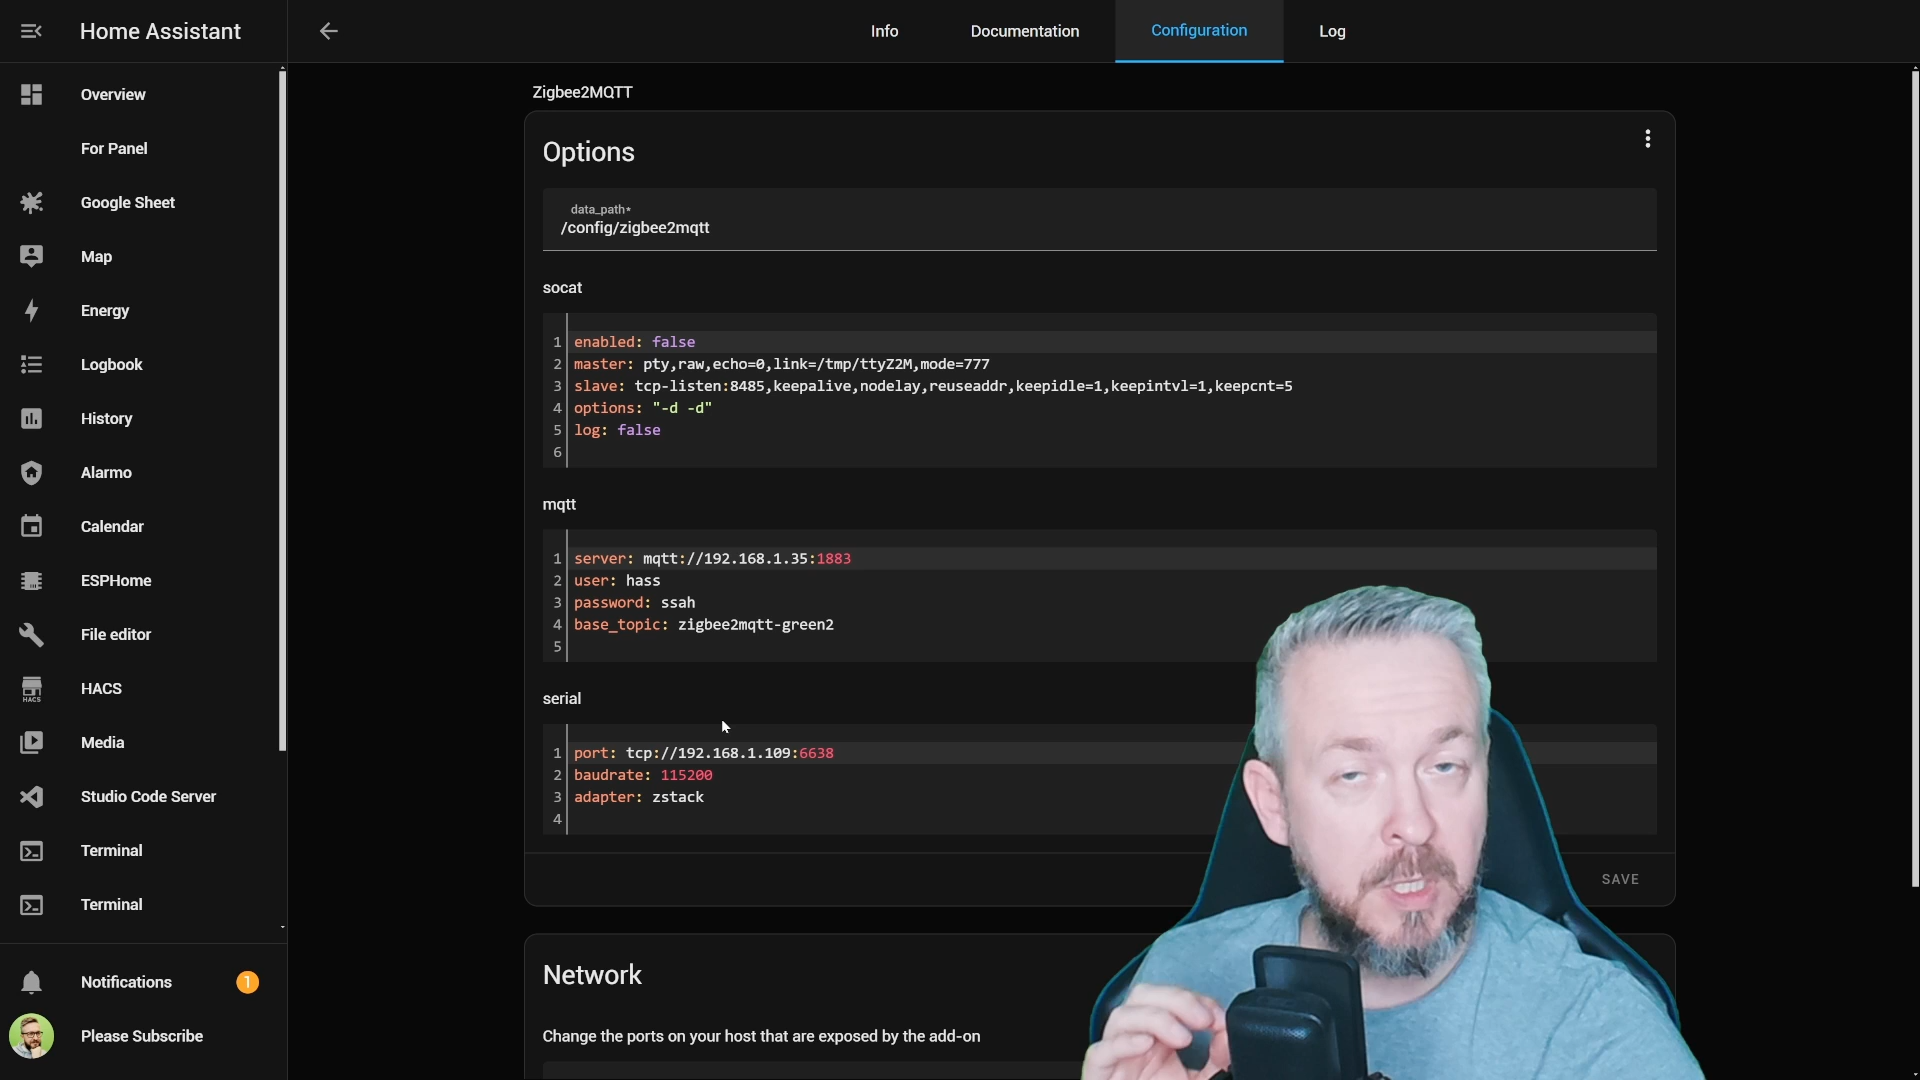 Home Assistant
Info
Documentation
Configuration
Log
Overview
For Panel
Google Sheet
Map
Energy
Logbook
History
Alarmo
Calendar
ESPHome
File editor
HACS
HACS
Media
Studio Code Server
Terminal
Terminal
Notifications
1
Please Subscribe
Zigbee2MQTT
Options
data_path*
/config/zigbee2mqtt
socat
1 enabled: false
2 master: pty,raw,echo=0,link=/tmp/ttyZ2M,mode=777
3 slave: tcp-listen:8485,keepalive,nodelay,reuseaddr,keepidle=1,keepintvl=1,keepcnt=5
4 options: "-d -d"
5 log: false
6
mqtt
1 server: mqtt://192.168.1.35:1883
2 user: hass
3 password: ssah
4 base_topic: zigbee2mqtt-green2
5
serial
1 port: tcp://192.168.1.109:6638
2 baudrate: 115200
3 adapter: zstack
4
SAVE
Network
Change the ports on your host that are exposed by the add-on